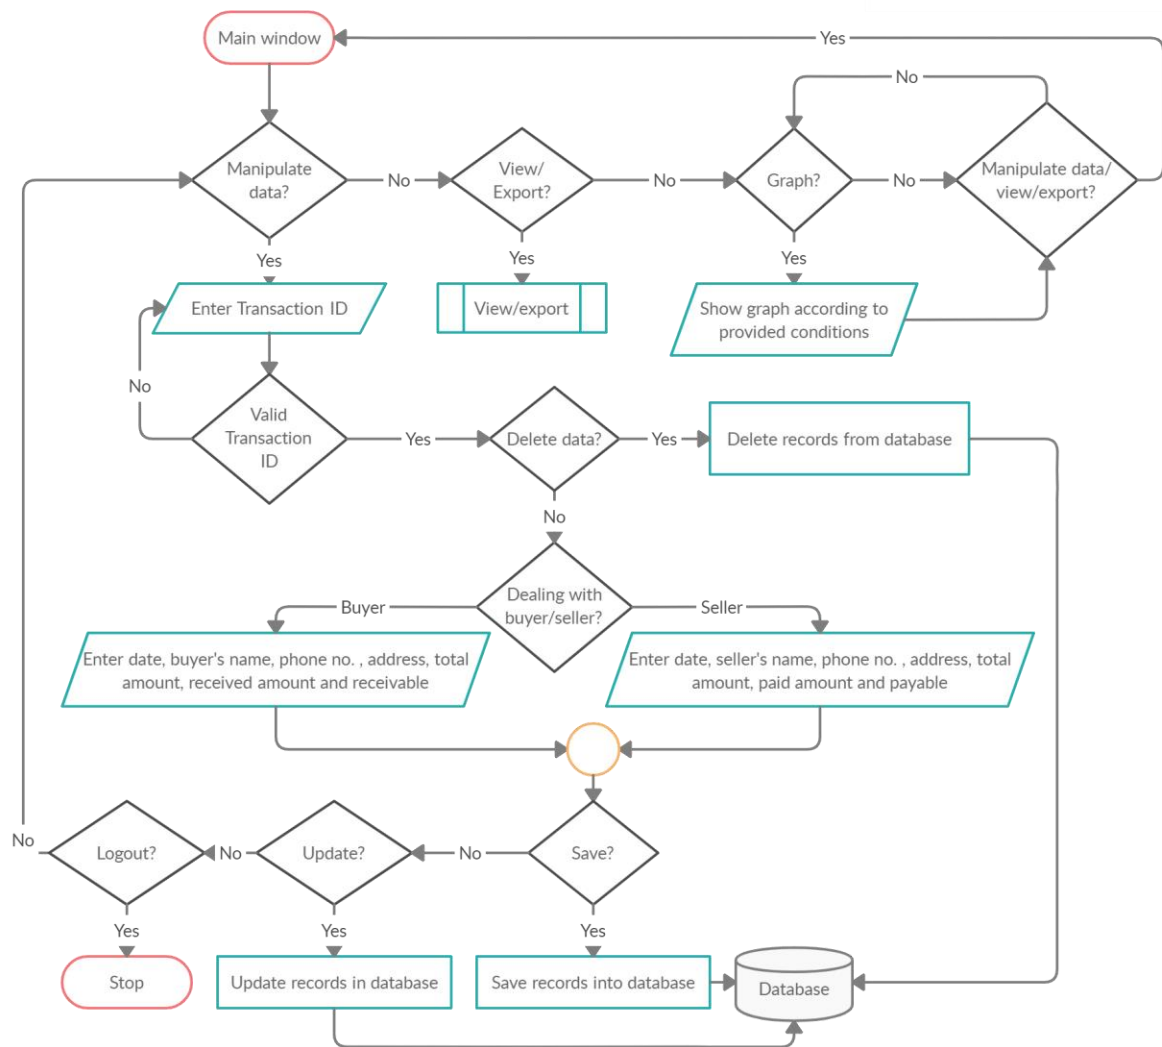 Main window
Yes
No
Manipulate
data?
No
View/
Export?
No
Graph?
No
Manipulate data/
view/export?
Yes
Yes
Yes
Enter Transaction ID
View/export
Show graph according to
provided conditions
No
Valid
Transaction
ID
Yes
Delete data?
Yes
Delete records from database
No
Dealing with
buyer/seller?
Buyer
Seller
Enter date, buyer's name, phone no. , address, total
amount, received amount and receivable
Enter date, seller's name, phone no. , address, total
amount, paid amount and payable
No
Logout?
No
Update?
No
Save?
Yes
Yes
Yes
Stop
Update records in database
Save records into database
Database